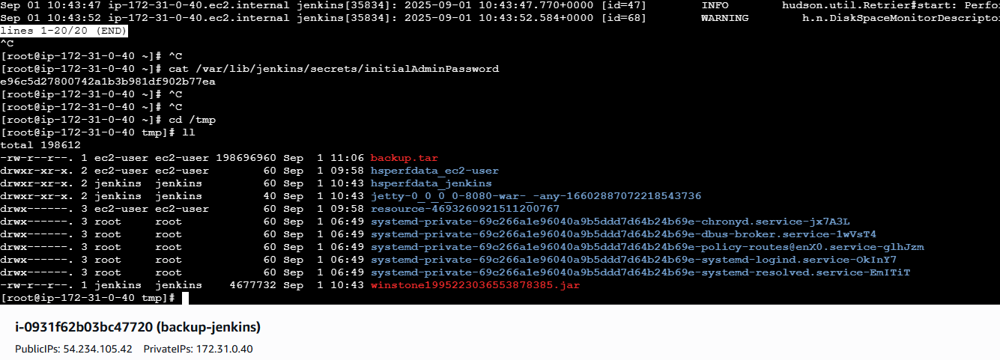 Sep 01 10:43:47 ip-172-31-0-40.ec2.internal jenkins[35834]: 2025-09-01 10:43:47.770+0000 [id=47] INFO hudson.util.Retrier#start: Perfo
Sep 01 10:43:52 ip-172-31-0-40.ec2.internal jenkins[35834]: 2025-09-01 10:43:52.584+0000 [id=68] WARNING h.n.DiskSpaceMonitorDescripto
lines 1-20/20 (END)
^C
[root@ip-172-31-0-40 ~]# ^C
[root@ip-172-31-0-40 ~]# cat /var/lib/jenkins/secrets/initialAdminPassword
e96c5d27800742a1b3b981df902b77ea
[root@ip-172-31-0-40 ~]# ^C
[root@ip-172-31-0-40 ~]# ^C
[root@ip-172-31-0-40 ~]# cd /tmp
[root@ip-172-31-0-40 tmp]# ll
total 198612
-rw-r--r--. 1 ec2-user ec2-user 198696960 Sep 1 11:06 backup.tar
drwxr-xr-x. 2 ec2-user ec2-user 60 Sep 1 09:58 hsperfdata_ec2-user
drwxr-xr-x. 2 jenkins jenkins 60 Sep 1 10:43 hsperfdata_jenkins
drwxr-xr-x. 2 jenkins jenkins 40 Sep 1 10:43 jetty-0_0_0_0-8080-war-_-any-16602887072218543736
drwx------. 3 ec2-user ec2-user 60 Sep 1 09:58 resource-4693260921511200767
drwx------. 3 root root 60 Sep 1 06:49 systemd-private-69c266a1e96040a9b5ddd7d64b24b69e-chronyd.service-jx7A3L
drwx------. 3 root root 60 Sep 1 06:49 systemd-private-69c266a1e96040a9b5ddd7d64b24b69e-dbus-broker.service-1wVsT4
drwx------. 3 root root 60 Sep 1 06:49 systemd-private-69c266a1e96040a9b5ddd7d64b24b69e-policy-routes@enX0.service-glhJzm
drwx------. 3 root root 60 Sep 1 06:49 systemd-private-69c266a1e96040a9b5ddd7d64b24b69e-systemd-logind.service-OkInY7
drwx------. 3 root root 60 Sep 1 06:49 systemd-private-69c266a1e96040a9b5ddd7d64b24b69e-systemd-resolved.service-EmITiT
-rw-r--r--. 1 jenkins jenkins 4677732 Sep 1 10:43 winstone1995223036553878385.jar
[root@ip-172-31-0-40 tmp]#
i-0931f62b03bc47720 (backup-jenkins)
PublicIPs: 54.234.105.42 PrivateIPs: 172.31.0.40